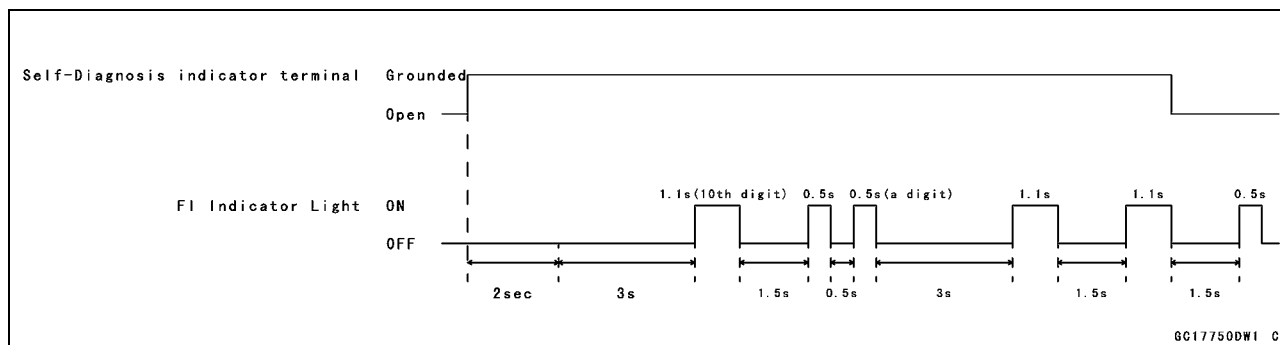 Self-Diagnosis indicator terminal Grounded
Open
1.1s(10th digit) 0.5s 0.5s(a digit) 1.1s 1.1s 0.5s
FI Indicator Light ON
OFF
2sec 3s 1.5s 0.5s 3s 1.5s 1.5s
GC17750DW1 C